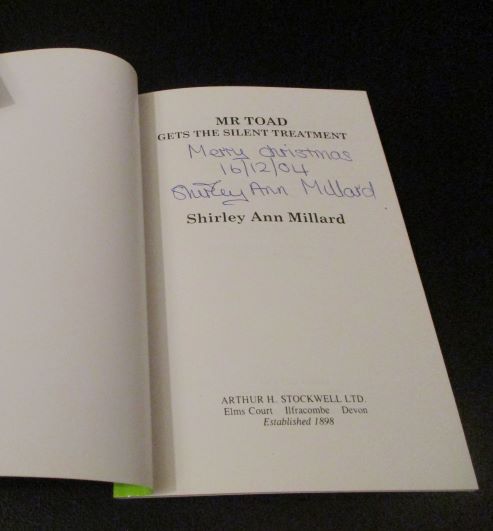 MR TOAD
GETS THE SILENT TREATMENT
Merry christmas
16/12/04
Shirley Ann Millard
Shirley Ann Millard
ARTHUR H. STOCKWELL LTD.
Elms Court Ilfracombe Devon
Established 1898